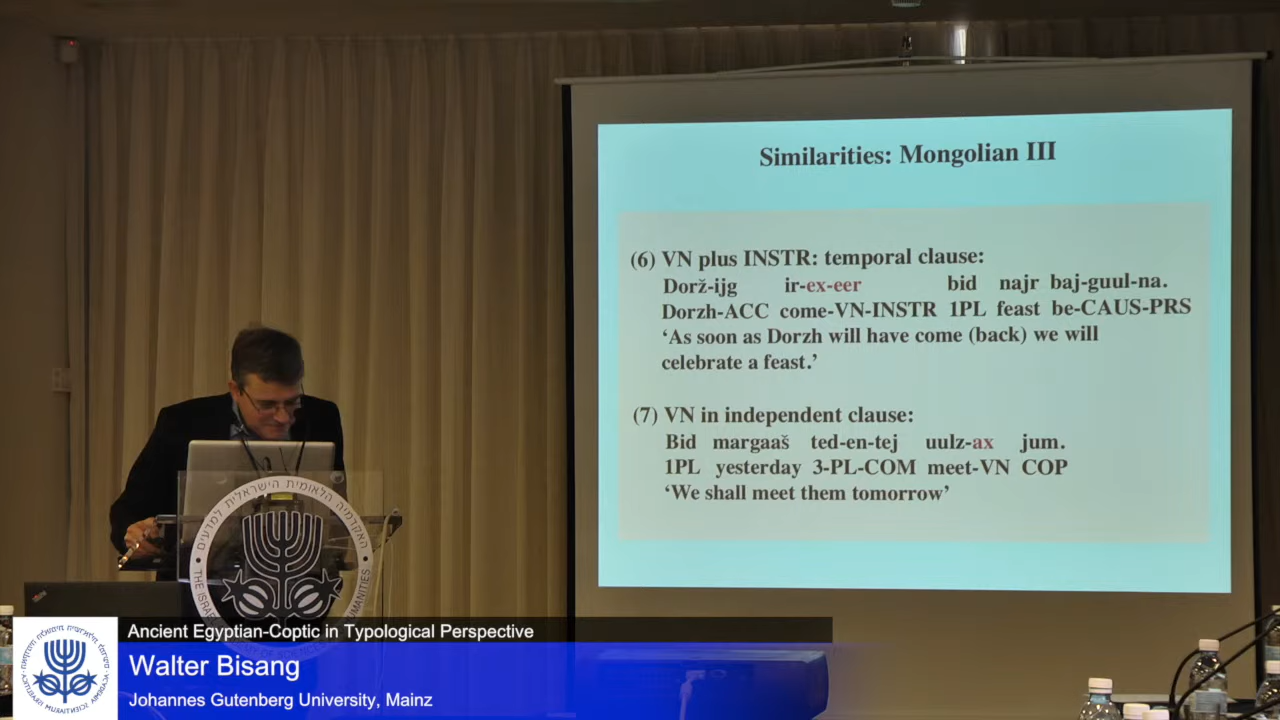 Similarities: Mongolian III
(6) VN plus INSTR: temporal clause:
Dorž-ijg ir-ex-eer bid najr baj-guul-na.
Dorzh-ACC come-VN-INSTR 1PL feast be-CAUS-PRS
‘As soon as Dorzh will have come (back) we will
celebrate a feast.’
(7) VN in independent clause:
Bid margaaš ted-en-tej uulz-ax jum.
1PL yesterday 3-PL-COM meet-VN COP
‘We shall meet them tomorrow’
האקדמיה הלאומית הישראלית למדעים
Ancient Egyptian-Coptic in Typological Perspective
Walter Bisang
Johannes Gutenberg University, Mainz